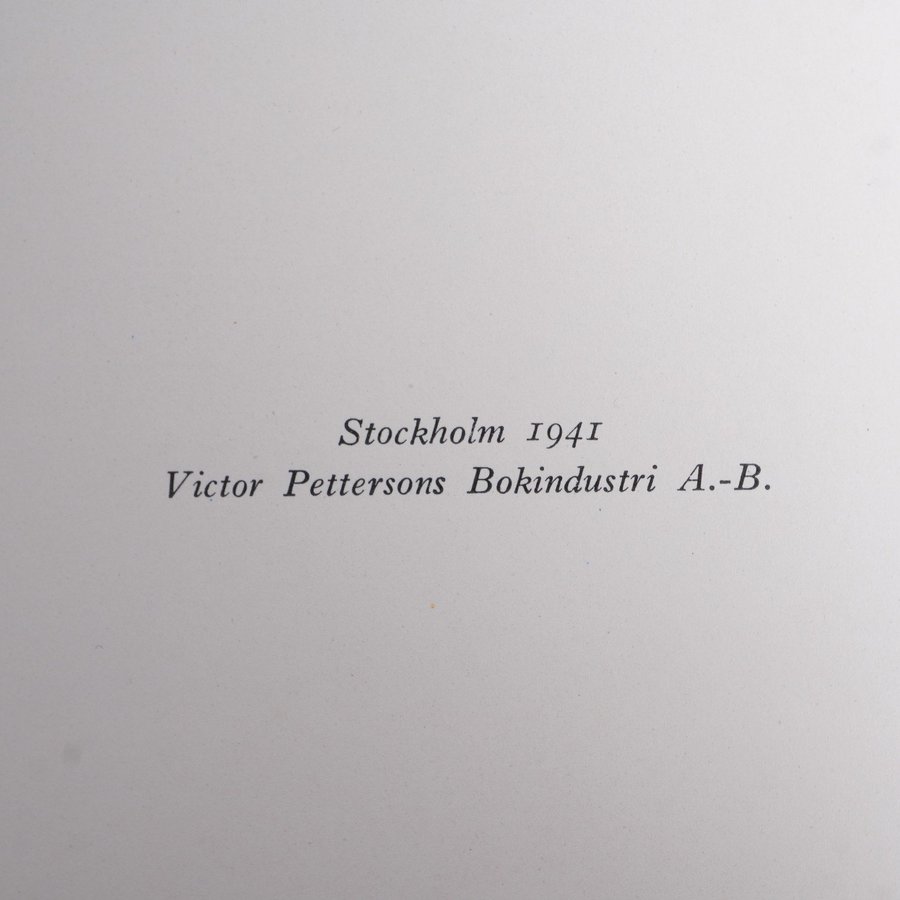 Stockholm 1941
Victor Pettersons Bokindustri A.-B.